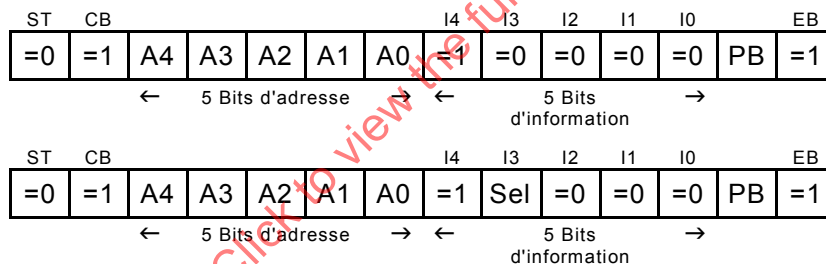 ST CB I4 I3 I2 I1 I0 EB
=0 =1 A4 A3 A2 A1 A0 =1 =0 =0 =0 =0 PB =1
← 5 Bits d'adresse → ← 5 Bits →
d'information
ST CB I4 I3 I2 I1 I0 EB
=0 =1 A4 A3 A2 A1 A0 =1 Sel =0 =0 =0 PB =1
← 5 Bits d'adresse → ← 5 Bits →
d'information
Click to view the